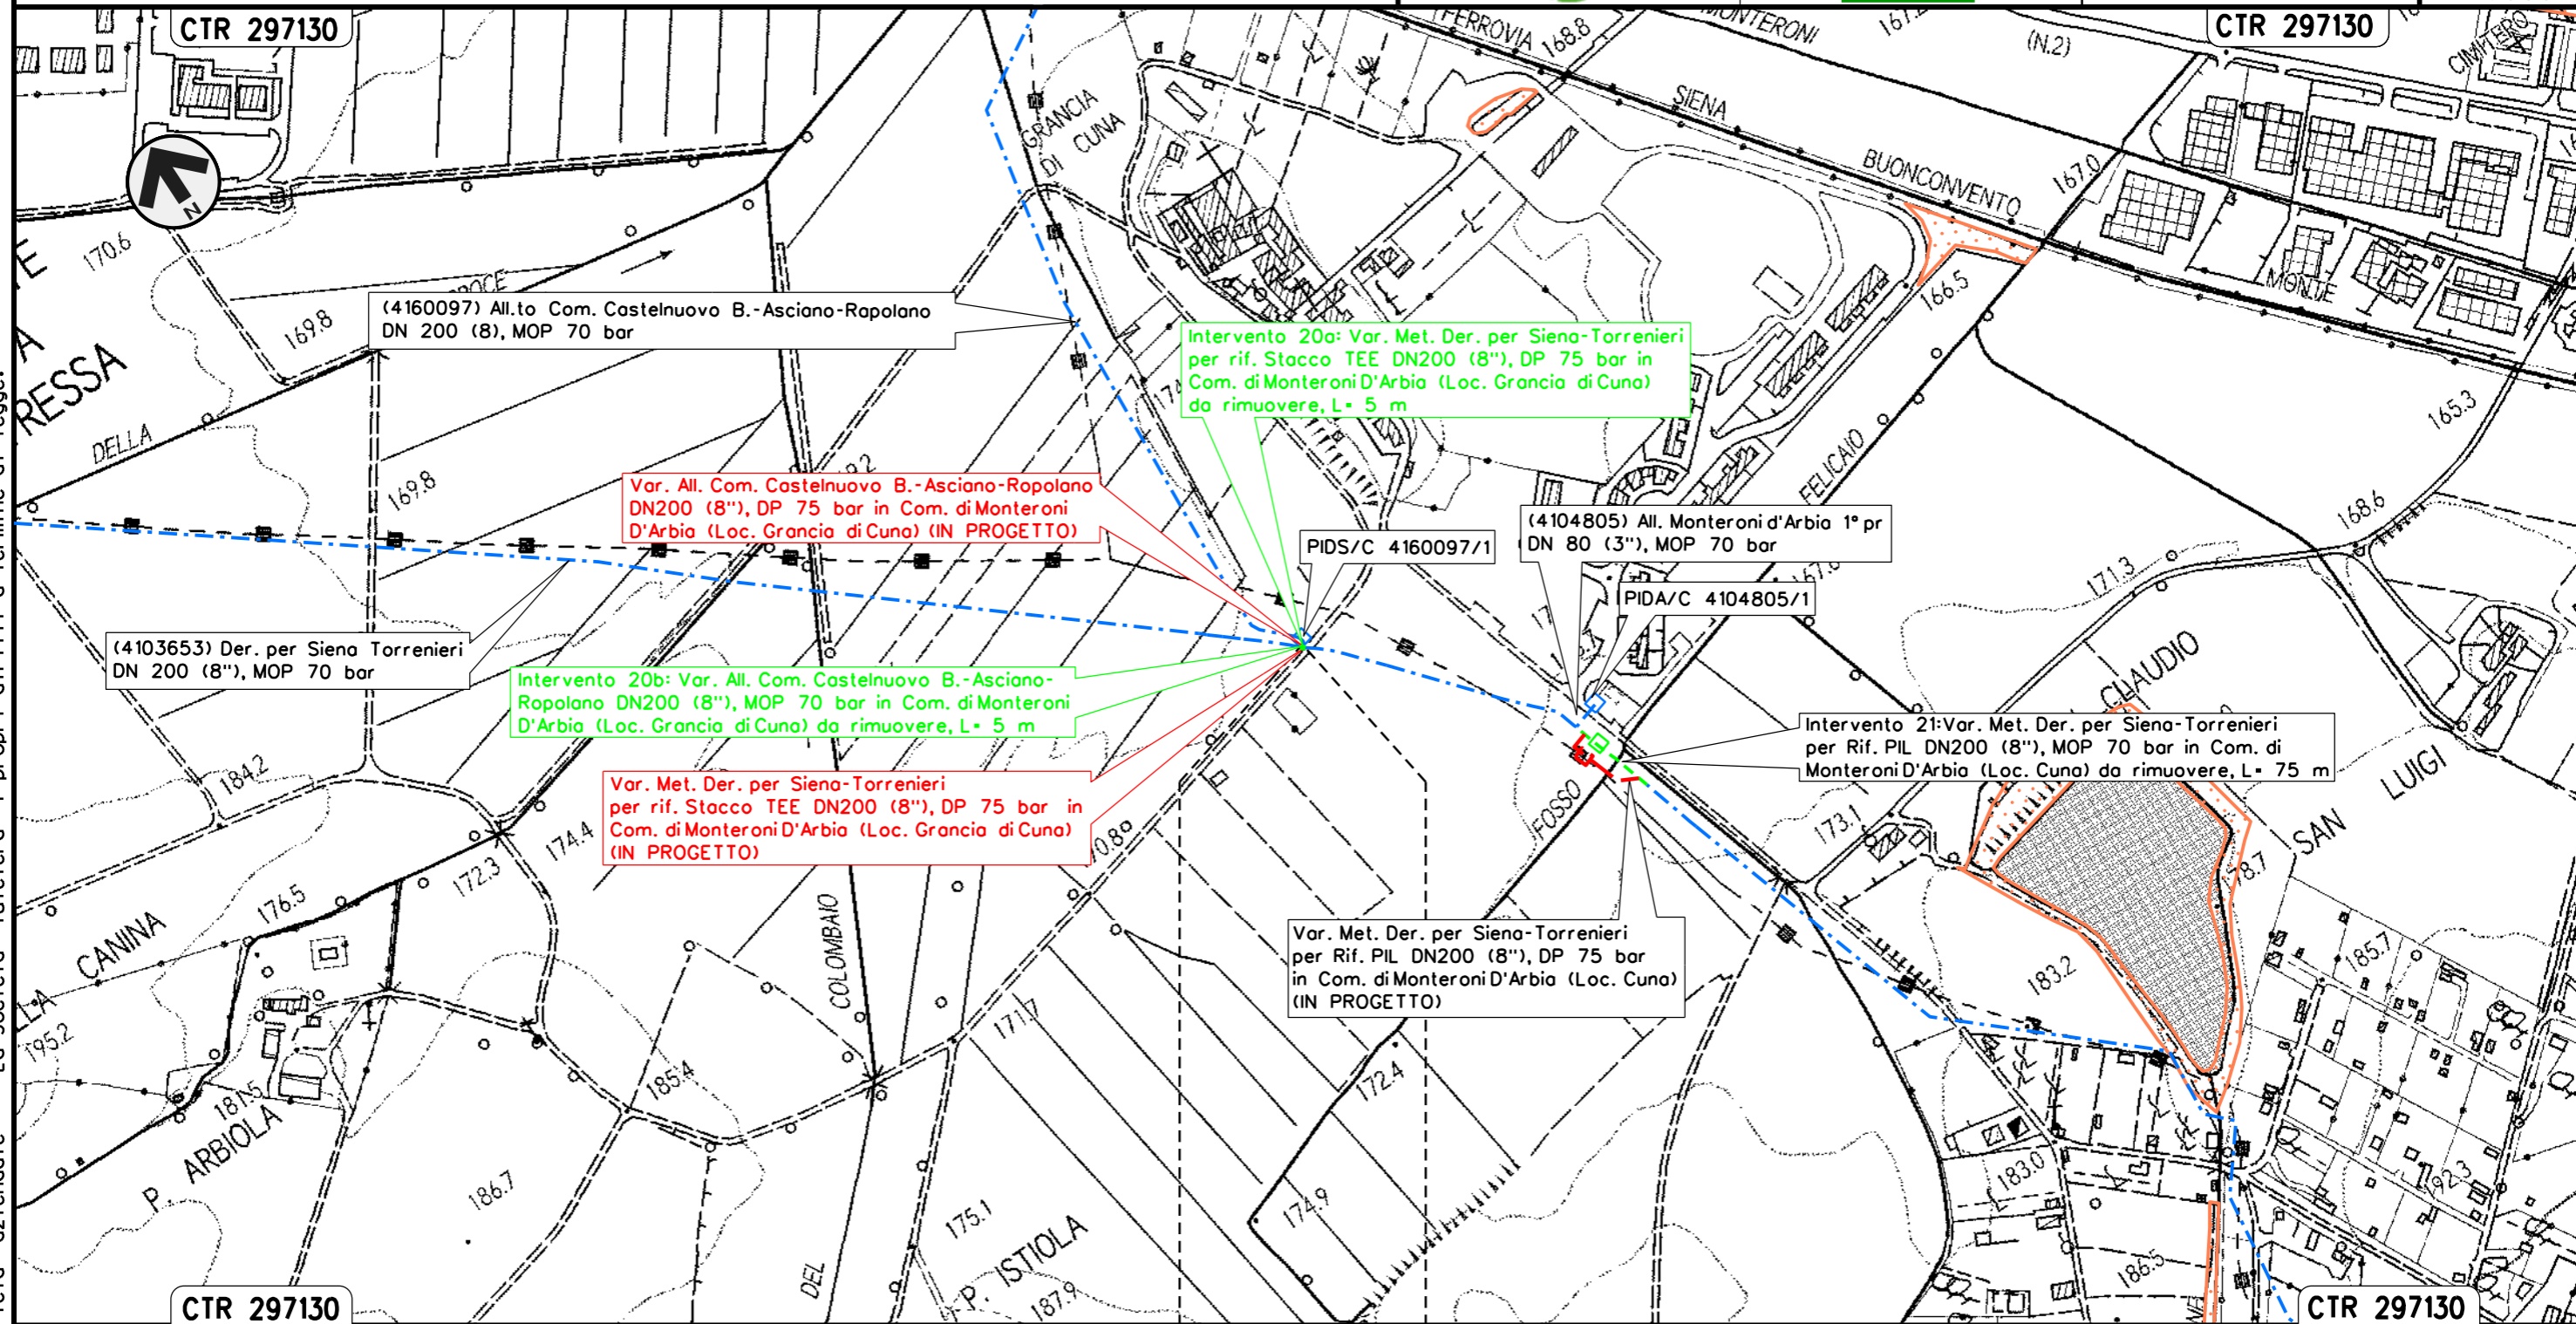 CTR 297130
CTR 297130
FERROVIA
168.8
MONTERONI
(N.2)
CIMITERO
SIENA
BUONCONVENTO
167.0
MONTE
166.5
165.3
GRANCIA
DI CUNA
N
170.6
169.8
RESSA
DELLA
169.8
(4160097) All.to Com. Castelnuovo B.-Asciano-Rapolano
DN 200 (8), MOP 70 bar
Intervento 20a: Var. Met. Der. per Siena-Torrenieri
per rif. Stacco TEE DN200 (8"), DP 75 bar in
Com. di Monteroni D'Arbia (Loc. Grancia di Cuna)
da rimuovere, L= 5 m
Var. All. Com. Castelnuovo B.-Asciano-Ropolano
DN200 (8"), DP 75 bar in Com. di Monteroni
D'Arbia (Loc. Grancia di Cuna) (IN PROGETTO)
PIDS/C 4160097/1
(4104805) All. Monteroni d'Arbia 1° pr
DN 80 (3"), MOP 70 bar
PIDA/C 4104805/1
FELICAIO
168.6
171.3
(4103653) Der. per Siena Torrenieri
DN 200 (8"), MOP 70 bar
Intervento 20b: Var. All. Com. Castelnuovo B.-Asciano-
Ropolano DN200 (8"), MOP 70 bar in Com. di Monteroni
D'Arbia (Loc. Grancia di Cuna) da rimuovere, L= 5 m
CLAUDIO
Intervento 21:Var. Met. Der. per Siena-Torrenieri
per Rif. PIL DN200 (8"), MOP 70 bar in Com. di
Monteroni D'Arbia (Loc. Cuna) da rimuovere, L= 75 m
Var. Met. Der. per Siena-Torrenieri
per rif. Stacco TEE DN200 (8"), DP 75 bar in
Com. di Monteroni D'Arbia (Loc. Grancia di Cuna)
(IN PROGETTO)
184.2
174.4
172.3
176.5
CANINA
FOSSO
173.1
SAN LUIGI
178.7
Var. Met. Der. per Siena-Torrenieri
per Rif. PIL DN200 (8"), DP 75 bar
in Com. di Monteroni D'Arbia (Loc. Cuna)
(IN PROGETTO)
COLOMBAIO
DEL
183.2
185.7
195.2
181.5
P. ARBIOLA
185.4
171.7
172.4
186.7
175.1
174.9
P. ISTIOLA
187.9
183.0
192.3
186.5
CTR 297130
CTR 297130